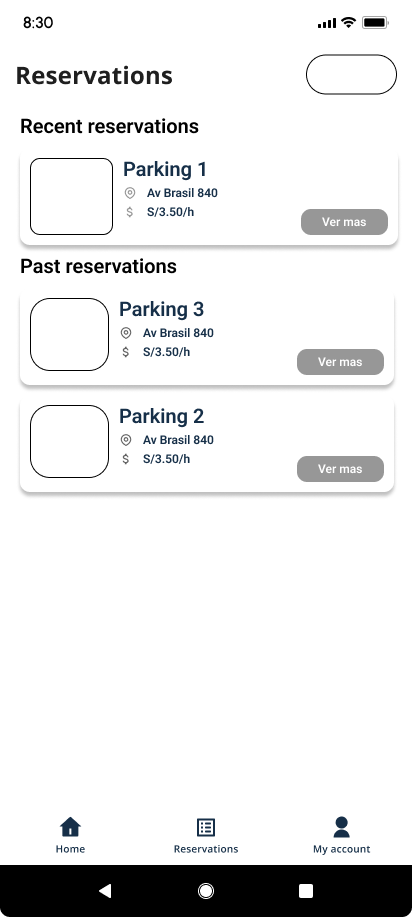 8:30
Reservations
Recent reservations
Parking 1
Av Brasil 840
$ S/3.50/h
Ver mas
Past reservations
Parking 3
Av Brasil 840
$ S/3.50/h
Ver mas
Parking 2
Av Brasil 840
$ S/3.50/h
Ver mas
Home Reservations My account